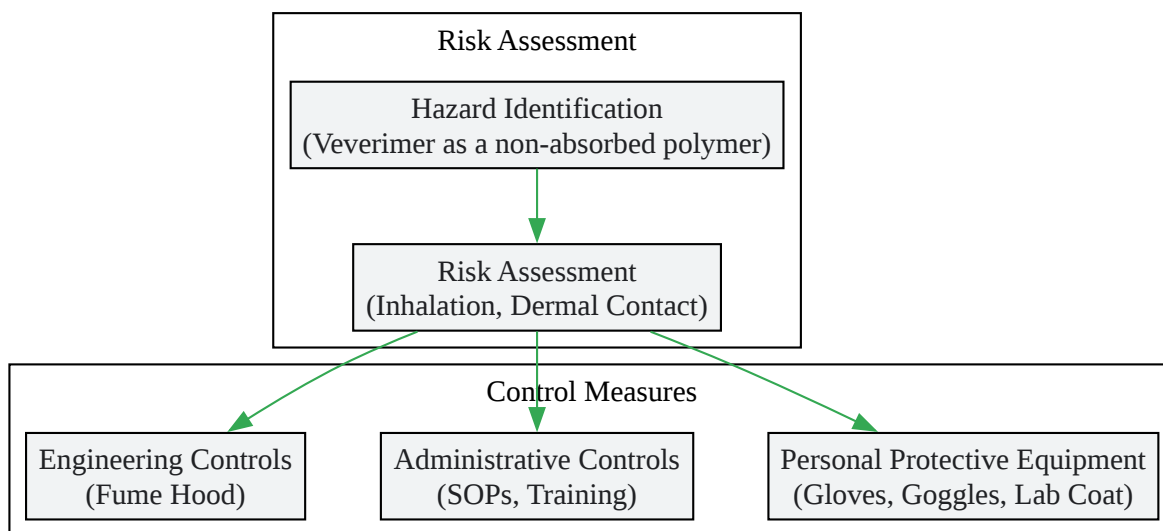 Risk Assessment
Hazard Identification
(Veverimer as a non-absorbed polymer)
Risk Assessment
(Inhalation, Dermal Contact)
Control Measures
Engineering Controls
(Fume Hood)
Administrative Controls
(SOPs, Training)
Personal Protective Equipment
(Gloves, Goggles, Lab Coat)